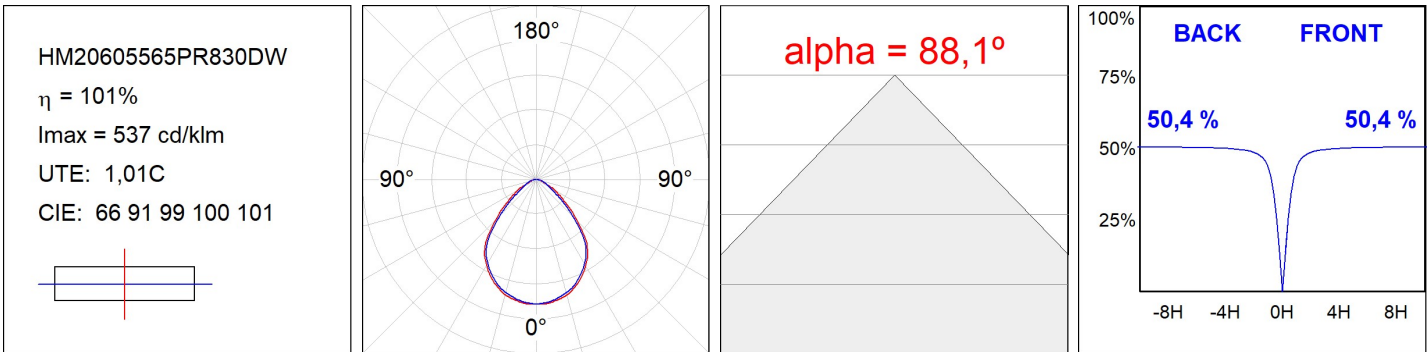 HM20605565PR830DW
η = 101%
Imax = 537 cd/klm
UTE: 1,01C
CIE: 66 91 99 100 101
180°
90°
90°
0°
alpha = 88,1º
100%
BACK
FRONT
75%
50,4 %
50,4 %
50%
25%
-8H
-4H
0H
4H
8H